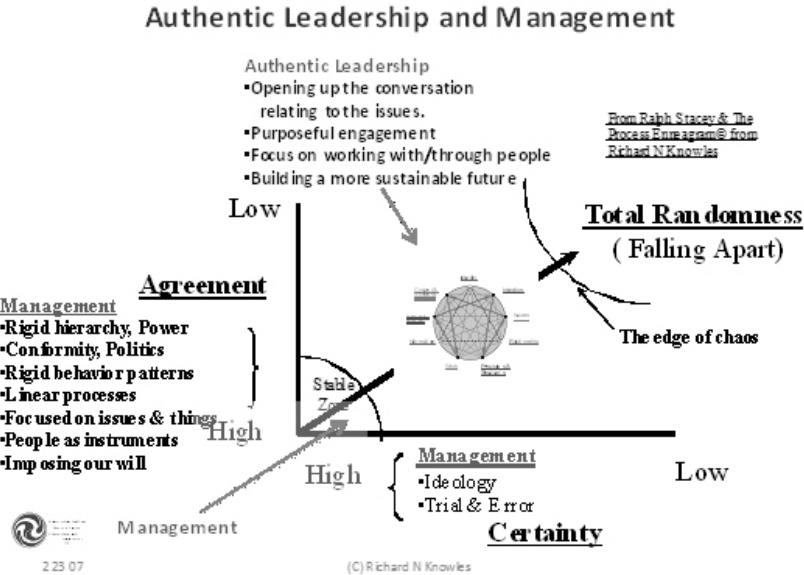 Authentic Leadership and Management
Authentic Leadership
•Opening up the conversation
relating to the issues.
•Purposeful engagement
•Focus on working with/through people
•Building a more sustainable future
From Ralph Stacey & The
Process Enneagram© from
Richard N Knowles
Low
Total Randomness
( Falling Apart)
Agreement
The edge of chaos
Management
•Rigid hierarchy, Power
•Conformity, Politics
•Rigid behavior patterns
•Linear processes
•Focused on issues & things
•People as instruments
•Imposing our will
Stable
Zone
High
High
Low
Management
•Ideology
•Trial & Error
Certainty
Management
2 23 07
(C) Richard N Knowles